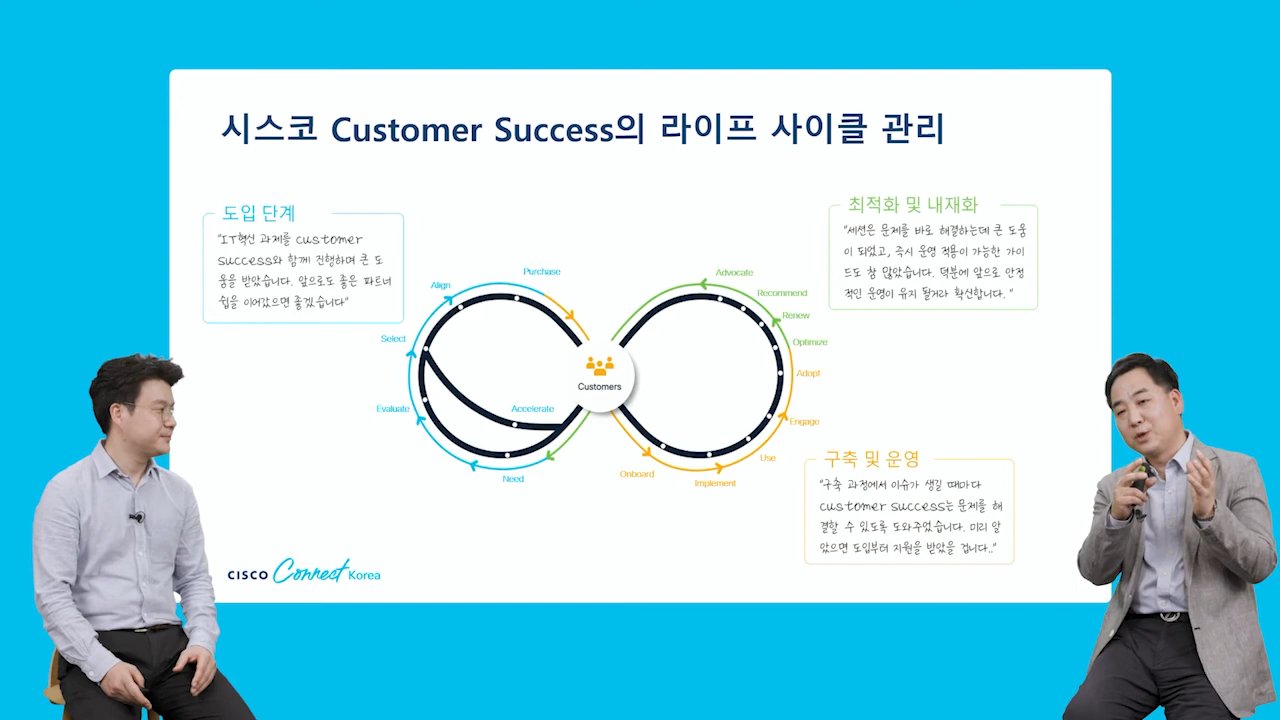 시스코 Customer Success의 라이프 사이클 관리
도입 단계
"IT혁신 과제를 customer
success와 함께 진행하며 큰 도
움을 받았습니다. 앞으로도 좋은 파트너
쉽을 이어갔으면 좋겠습니다"
최적화 및 내재화
"세션은 문제를 바로 해결하는데 큰 도움
이 되었고, 즉시 운영 적용이 가능한 가이
드도 참 많았습니다. 덕분에 앞으로 안정
적인 운영이 유지 될거라 확신합니다. "
Purchase
Align
Select
Evaluate
Accelerate
Need
Customers
Advocate
Recommend
Renew
Optimize
Adopt
Engage
Use
Implement
Onboard
구축 및 운영
"구축 과정에서 이슈가 생길 때마다
customer success는 문제를 해
결할 수 있도록 도와주었습니다. 미리 알
았으면 도입부터 지원을 받았을 겁니다.."
CISCO Connect Korea